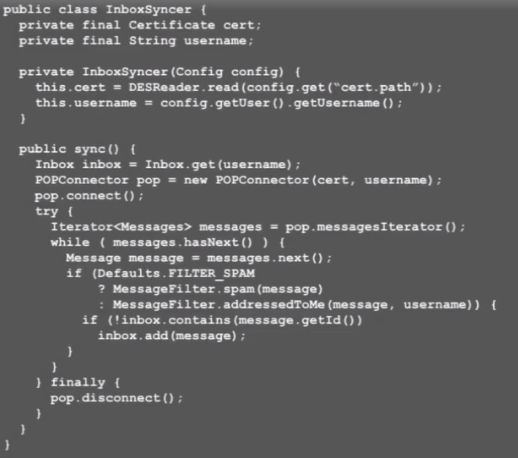 public class InboxSyncer {
private final Certificate cert;
private final String username;
private InboxSyncer(Config config) {
this.cert = DESReader.read(config.get(“cert.path”));
this.username = config.getUser().getUsername();
}
public sync() {
Inbox inbox = Inbox.get(username);
POPConnector pop = new POPConnector(cert, username);
pop.connect();
try {
Iterator<Messages> messages = pop.messagesIterator();
while ( messages.hasNext() ) {
Message message = messages.next();
if (Defaults.FILTER_SPAM
? MessageFilter.spam(message)
: MessageFilter.addressedToMe(message, username)) {
if (!inbox.contains(message.getId())
inbox.add(message);
}
}
} finally {
pop.disconnect();
}
}
}